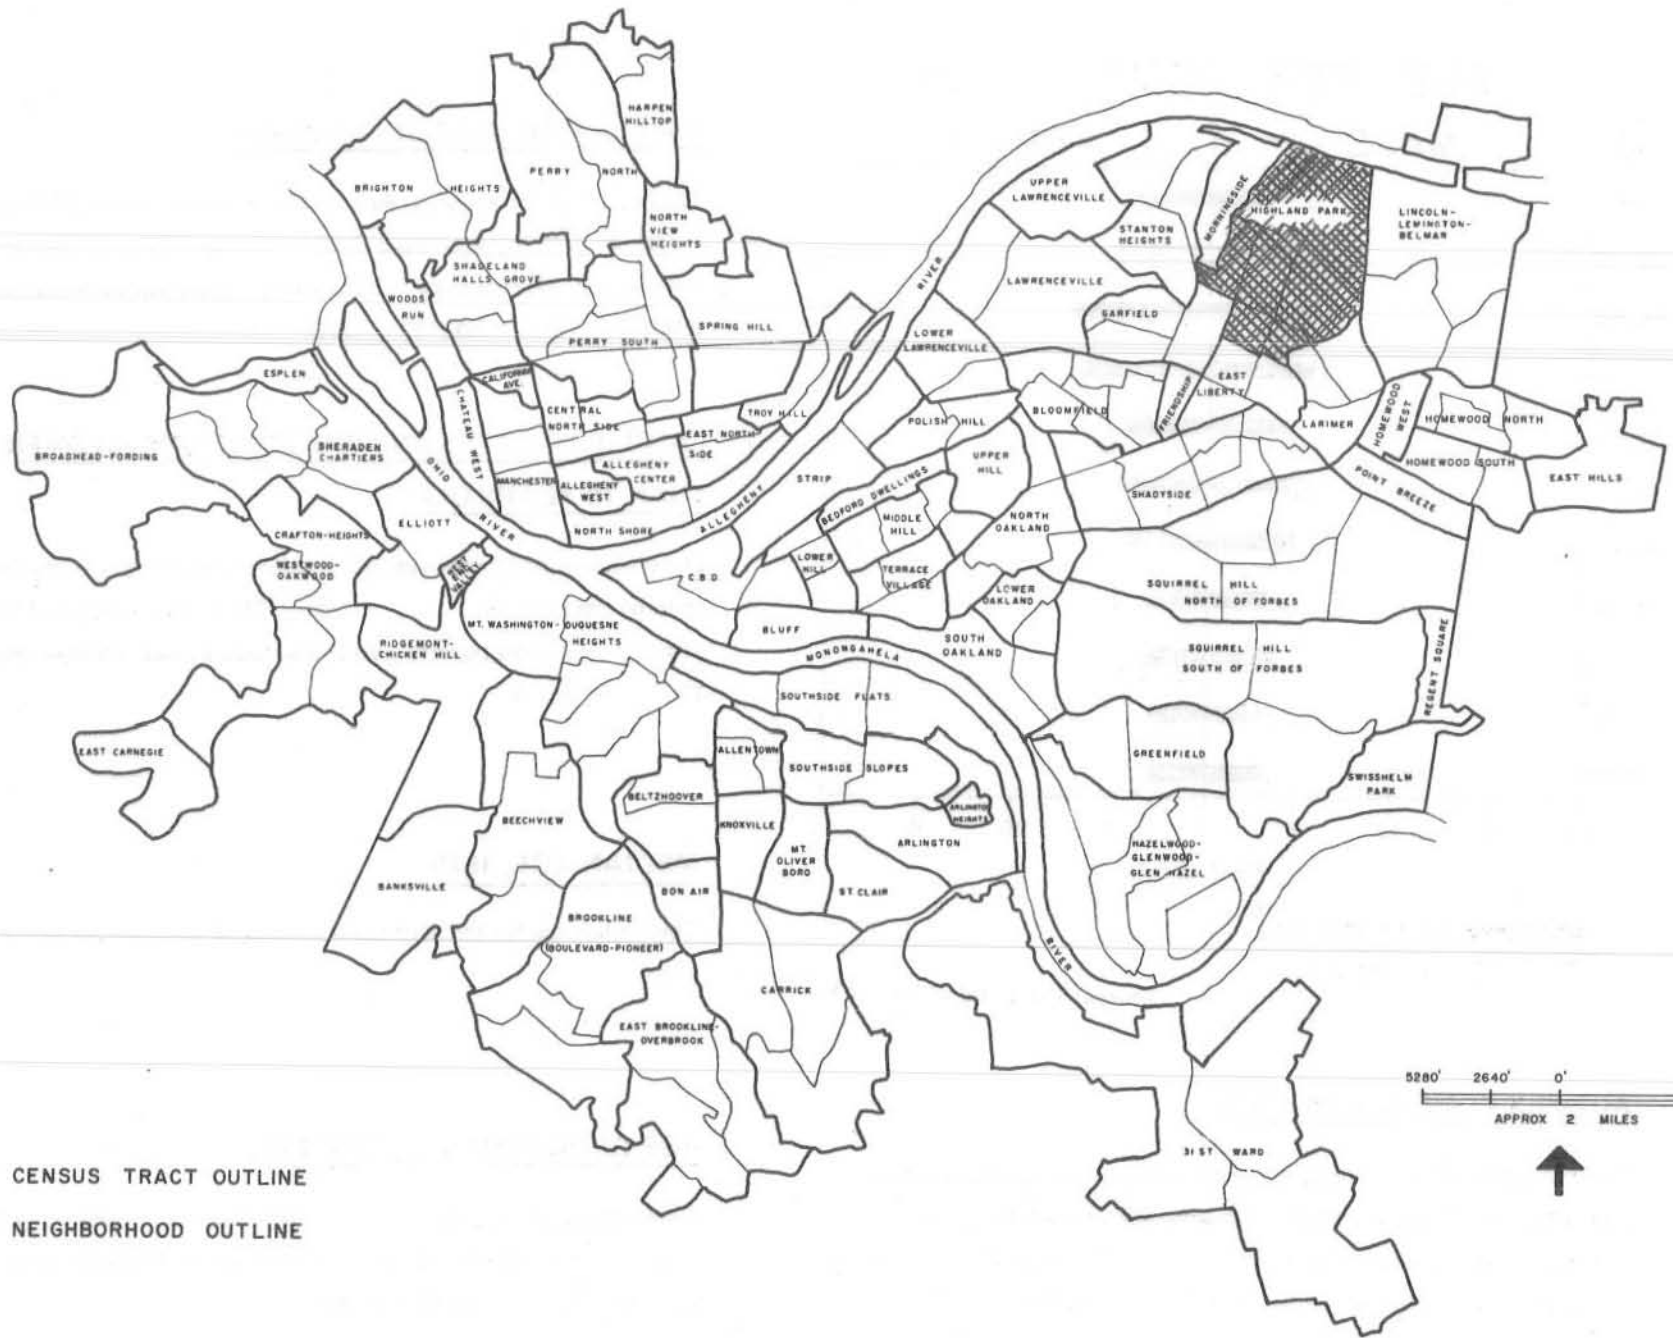 HARPEN
HILLTOP
PERRY NORTH
BRIGHTON HEIGHTS
NORTH
VIEW
HEIGHTS
SHADELAND
HALLS GROVE
WOODS
RUN
SPRING HILL
PERRY SOUTH
CALIFORNIA
AVE.
CHATEAU WEST
CENTRAL
NORTH SIDE
TROY HILL
EAST NORTH
SIDE
ALLEGHENY
CENTER
MANCHESTER
ALLEGHENY
WEST
NORTH SHORE
ESPLEN
BROADHEAD-FORDING
SHERADEN
CHARTIERS
OHIO
RIVER
ELLIOTT
CRAFTON-HEIGHTS
WESTWOOD-
OAKWOOD
WEST
END
VALLEY
RIDGEMONT-
CHICKEN HILL
EAST CARNEGIE
MT. WASHINGTON-DUQUESNE
HEIGHTS
ALLEGHENY
RIVER
UPPER
LAWRENCEVILLE
STANTON
HEIGHTS
MORNINGSIDE
HIGHLAND PARK
LINCOLN-
LEMINGTON-
BELMAR
LAWRENCEVILLE
GARFIELD
LOWER
LAWRENCEVILLE
POLISH HILL
BLOOMFIELD
FRIENDSHIP
EAST
LIBERTY
LARIMER
HOMEWOOD
WEST
HOMEWOOD NORTH
HOMEWOOD SOUTH
EAST HILLS
POINT BREEZE
STRIP
BEDFORD DWELLINGS
UPPER
HILL
MIDDLE
HILL
NORTH
OAKLAND
SHADYSIDE
LOWER
HILL
TERRACE
VILLAGE
C.B.D
LOWER
OAKLAND
SQUIRREL HILL
NORTH OF FORBES
BLUFF
SOUTH
OAKLAND
MONONGAHELA
SQUIRREL HILL
SOUTH OF FORBES
REGENT SQUARE
SOUTHSIDE FLATS
ALLENTOWN
SOUTHSIDE SLOPES
GREENFIELD
SWISSHELM
PARK
BELTZHOOVER
BEECHVIEW
KNOXVILLE
ARLINGTON
HEIGHTS
ARLINGTON
MT.
OLIVER
BORO
HAZELWOOD-
GLENWOOD-
GLEN HAZEL
BANKSVILLE
BON AIR
ST. CLAIR
BROOKLINE
(BOULEVARD-PIONEER)
RIVER
CARRICK
EAST BROOKLINE-
OVERBROOK
5280' 2640' 0'
APPROX 2 MILES
31 ST WARD
CENSUS TRACT OUTLINE
NEIGHBORHOOD OUTLINE